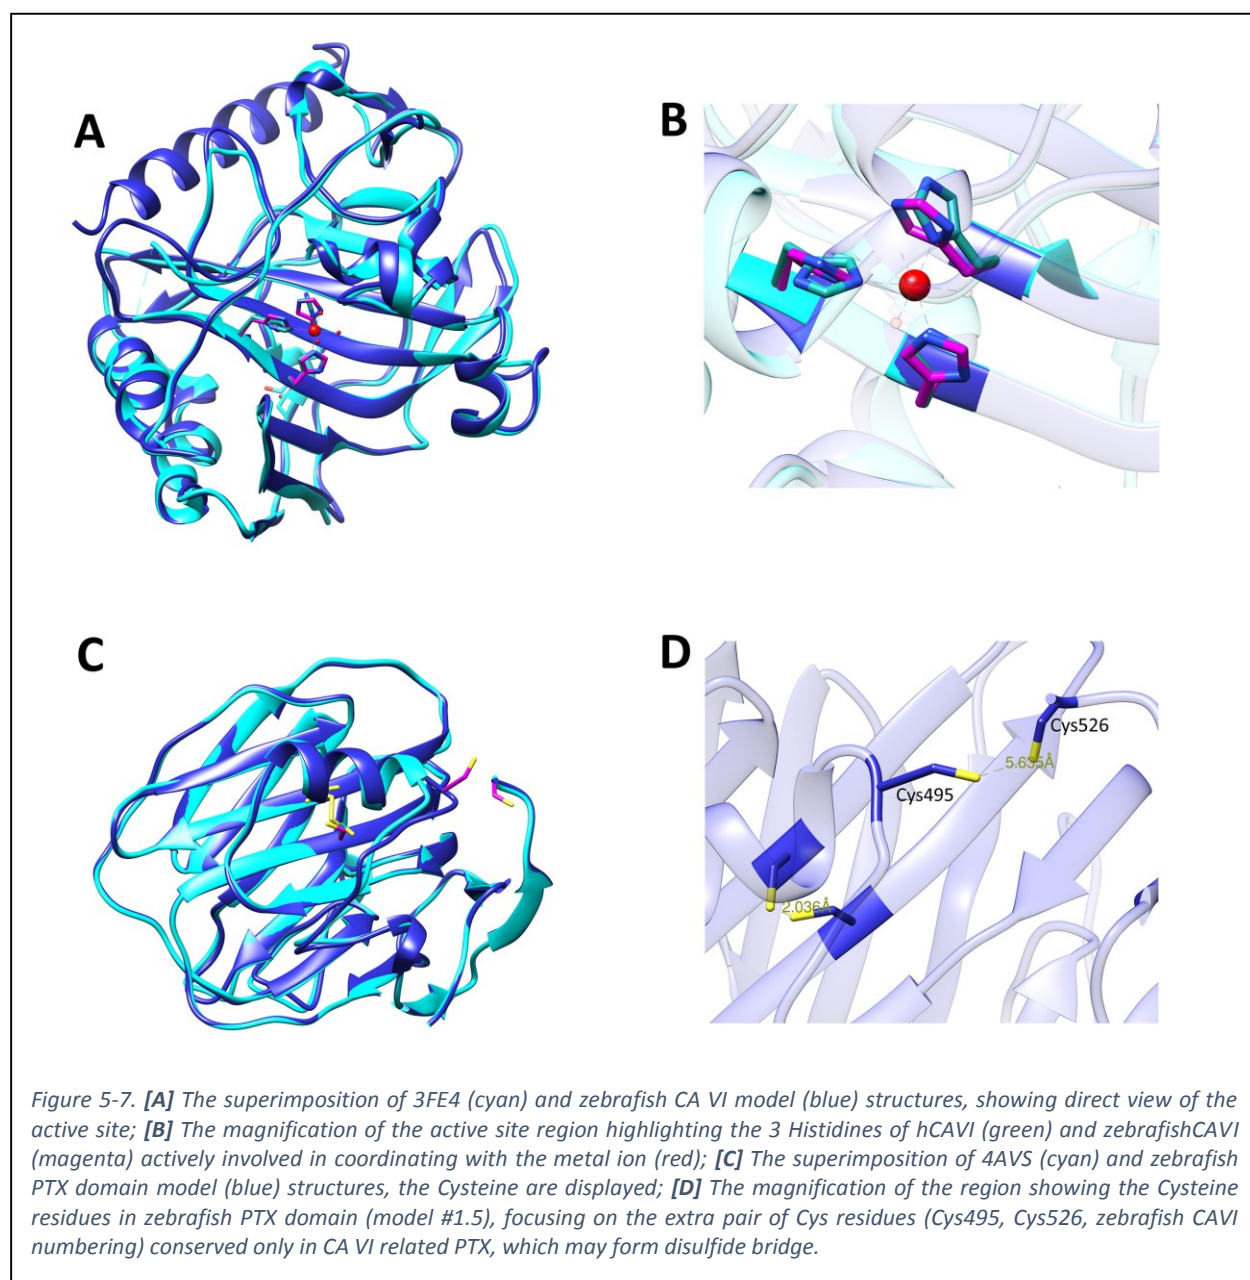 A
B
C
D
Cys526
5.635Å
Cys495
2.036Å
Figure 5-7. [A] The superimposition of 3FE4 (cyan) and zebrafish CA VI model (blue) structures, showing direct view of the
active site; [B] The magnification of the active site region highlighting the 3 Histidines of hCAVI (green) and zebrafishCAVI
(magenta) actively involved in coordinating with the metal ion (red); [C] The superimposition of 4AVS (cyan) and zebrafish
PTX domain model (blue) structures, the Cysteine are displayed; [D] The magnification of the region showing the Cysteine
residues in zebrafish PTX domain (model #1.5), focusing on the extra pair of Cys residues (Cys495, Cys526, zebrafish CAVI
numbering) conserved only in CA VI related PTX, which may form disulfide bridge.